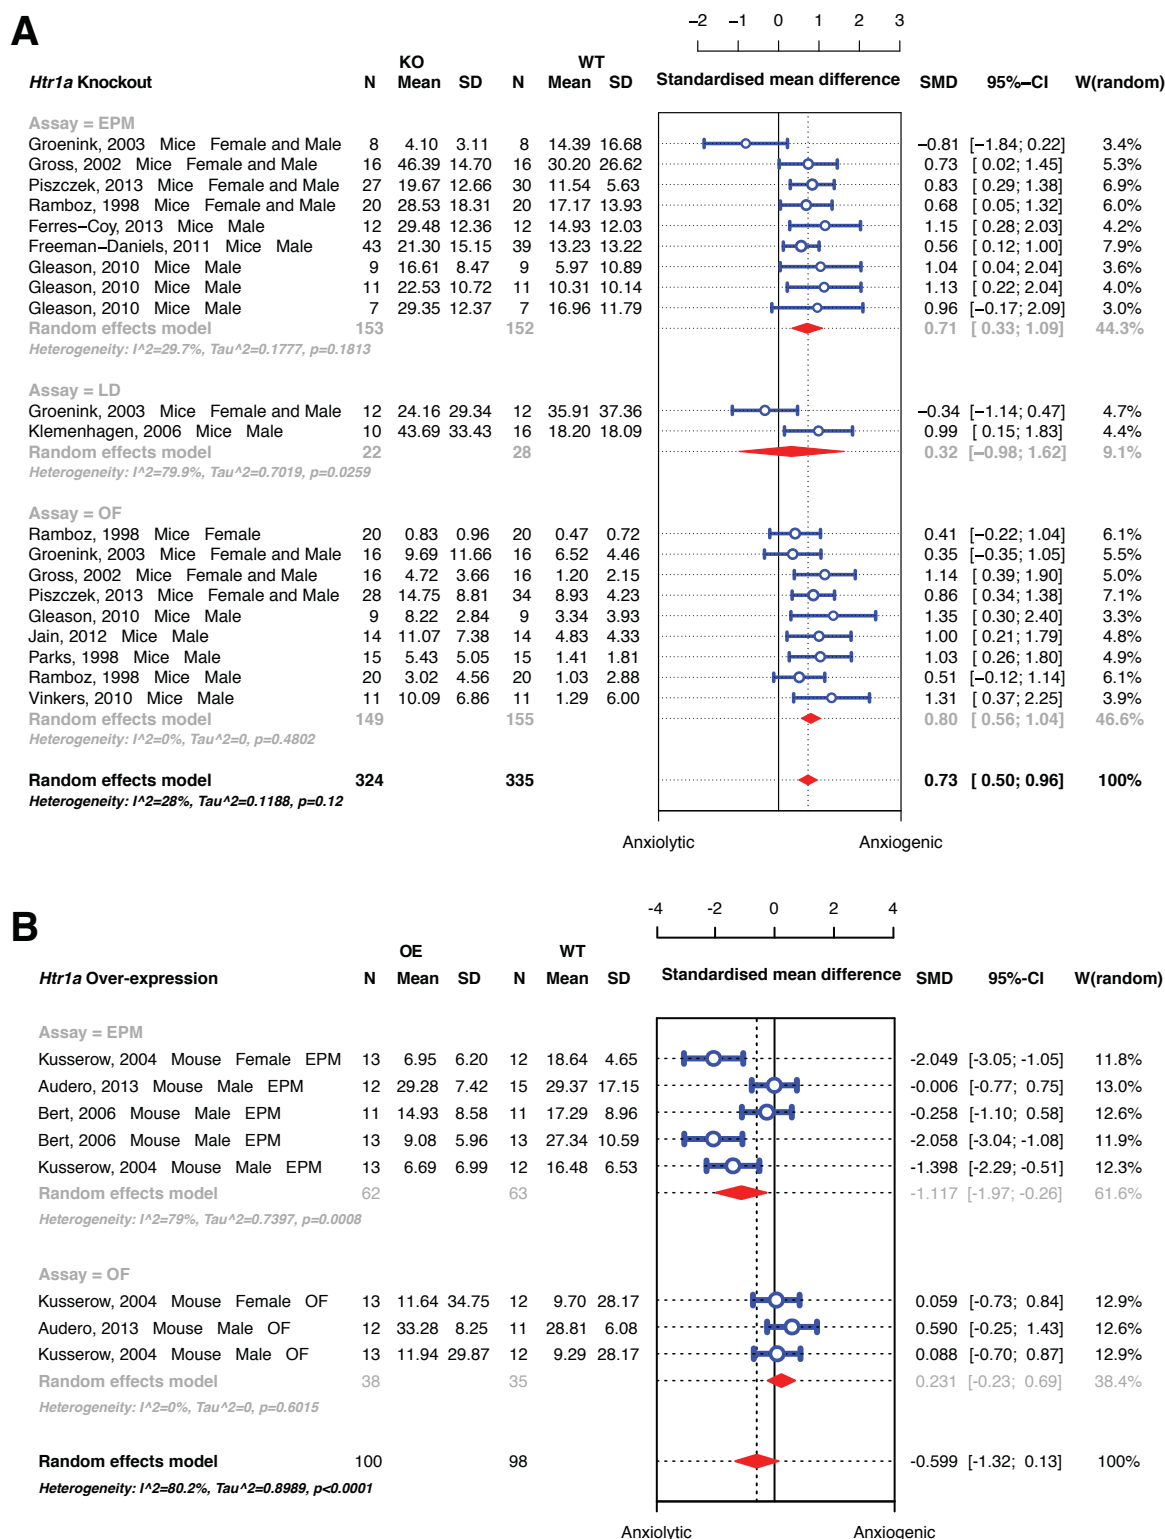 A
−2 −1 0 1 2 3
KO WT
Htr1a Knockout N Mean SD N Mean SD Standardised mean difference SMD 95%−CI W(random)
Assay = EPM
Groenink, 2003 Mice Female and Male 8 4.10 3.11 8 14.39 16.68 −0.81 [−1.84; 0.22] 3.4%
Gross, 2002 Mice Female and Male 16 46.39 14.70 16 30.20 26.62 0.73 [ 0.02; 1.45] 5.3%
Piszczek, 2013 Mice Female and Male 27 19.67 12.66 30 11.54 5.63 0.83 [ 0.29; 1.38] 6.9%
Ramboz, 1998 Mice Female and Male 20 28.53 18.31 20 17.17 13.93 0.68 [ 0.05; 1.32] 6.0%
Ferres−Coy, 2013 Mice Male 12 29.48 12.36 12 14.93 12.03 1.15 [ 0.28; 2.03] 4.2%
Freeman−Daniels, 2011 Mice Male 43 21.30 15.15 39 13.23 13.22 0.56 [ 0.12; 1.00] 7.9%
Gleason, 2010 Mice Male 9 16.61 8.47 9 5.97 10.89 1.04 [ 0.04; 2.04] 3.6%
Gleason, 2010 Mice Male 11 22.53 10.72 11 10.31 10.14 1.13 [ 0.22; 2.04] 4.0%
Gleason, 2010 Mice Male 7 29.35 12.37 7 16.96 11.79 0.96 [−0.17; 2.09] 3.0%
Random effects model 153 152 0.71 [ 0.33; 1.09] 44.3%
Heterogeneity: I^2=29.7%, Tau^2=0.1777, p=0.1813
Assay = LD
Groenink, 2003 Mice Female and Male 12 24.16 29.34 12 35.91 37.36 −0.34 [−1.14; 0.47] 4.7%
Klemenhagen, 2006 Mice Male 10 43.69 33.43 16 18.20 18.09 0.99 [ 0.15; 1.83] 4.4%
Random effects model 22 28 0.32 [−0.98; 1.62] 9.1%
Heterogeneity: I^2=79.9%, Tau^2=0.7019, p=0.0259
Assay = OF
Ramboz, 1998 Mice Female 20 0.83 0.96 20 0.47 0.72 0.41 [−0.22; 1.04] 6.1%
Groenink, 2003 Mice Female and Male 16 9.69 11.66 16 6.52 4.46 0.35 [−0.35; 1.05] 5.5%
Gross, 2002 Mice Female and Male 16 4.72 3.66 16 1.20 2.15 1.14 [ 0.39; 1.90] 5.0%
Piszczek, 2013 Mice Female and Male 28 14.75 8.81 34 8.93 4.23 0.86 [ 0.34; 1.38] 7.1%
Gleason, 2010 Mice Male 9 8.22 2.84 9 3.34 3.93 1.35 [ 0.30; 2.40] 3.3%
Jain, 2012 Mice Male 14 11.07 7.38 14 4.83 4.33 1.00 [ 0.21; 1.79] 4.8%
Parks, 1998 Mice Male 15 5.43 5.05 15 1.41 1.81 1.03 [ 0.26; 1.80] 4.9%
Ramboz, 1998 Mice Male 20 3.02 4.56 20 1.03 2.88 0.51 [−0.12; 1.14] 6.1%
Vinkers, 2010 Mice Male 11 10.09 6.86 11 1.29 6.00 1.31 [ 0.37; 2.25] 3.9%
Random effects model 149 155 0.80 [ 0.56; 1.04] 46.6%
Heterogeneity: I^2=0%, Tau^2=0, p=0.4802
Random effects model 324 335 0.73 [ 0.50; 0.96] 100%
Heterogeneity: I^2=28%, Tau^2=0.1188, p=0.12
Anxiolytic Anxiogenic
B
-4 -2 0 2 4
OE WT
Htr1a Over-expression N Mean SD N Mean SD Standardised mean difference SMD 95%-CI W(random)
Assay = EPM
Kusserow, 2004 Mouse Female EPM 13 6.95 6.20 12 18.64 4.65 -2.049 [-3.05; -1.05] 11.8%
Audero, 2013 Mouse Male EPM 12 29.28 7.42 15 29.37 17.15 -0.006 [-0.77; 0.75] 13.0%
Bert, 2006 Mouse Male EPM 11 14.93 8.58 11 17.29 8.96 -0.258 [-1.10; 0.58] 12.6%
Bert, 2006 Mouse Male EPM 13 9.08 5.96 13 27.34 10.59 -2.058 [-3.04; -1.08] 11.9%
Kusserow, 2004 Mouse Male EPM 13 6.69 6.99 12 16.48 6.53 -1.398 [-2.29; -0.51] 12.3%
Random effects model 62 63 -1.117 [-1.97; -0.26] 61.6%
Heterogeneity: I^2=79%, Tau^2=0.7397, p=0.0008
Assay = OF
Kusserow, 2004 Mouse Female OF 13 11.64 34.75 12 9.70 28.17 0.059 [-0.73; 0.84] 12.9%
Audero, 2013 Mouse Male OF 12 33.28 8.25 11 28.81 6.08 0.590 [-0.25; 1.43] 12.6%
Kusserow, 2004 Mouse Male OF 13 11.94 29.87 12 9.29 28.17 0.088 [-0.70; 0.87] 12.9%
Random effects model 38 35 0.231 [-0.23; 0.69] 38.4%
Heterogeneity: I^2=0%, Tau^2=0, p=0.6015
Random effects model 100 98 -0.599 [-1.32; 0.13] 100%
Heterogeneity: I^2=80.2%, Tau^2=0.8989, p<0.0001
Anxiolytic Anxiogenic